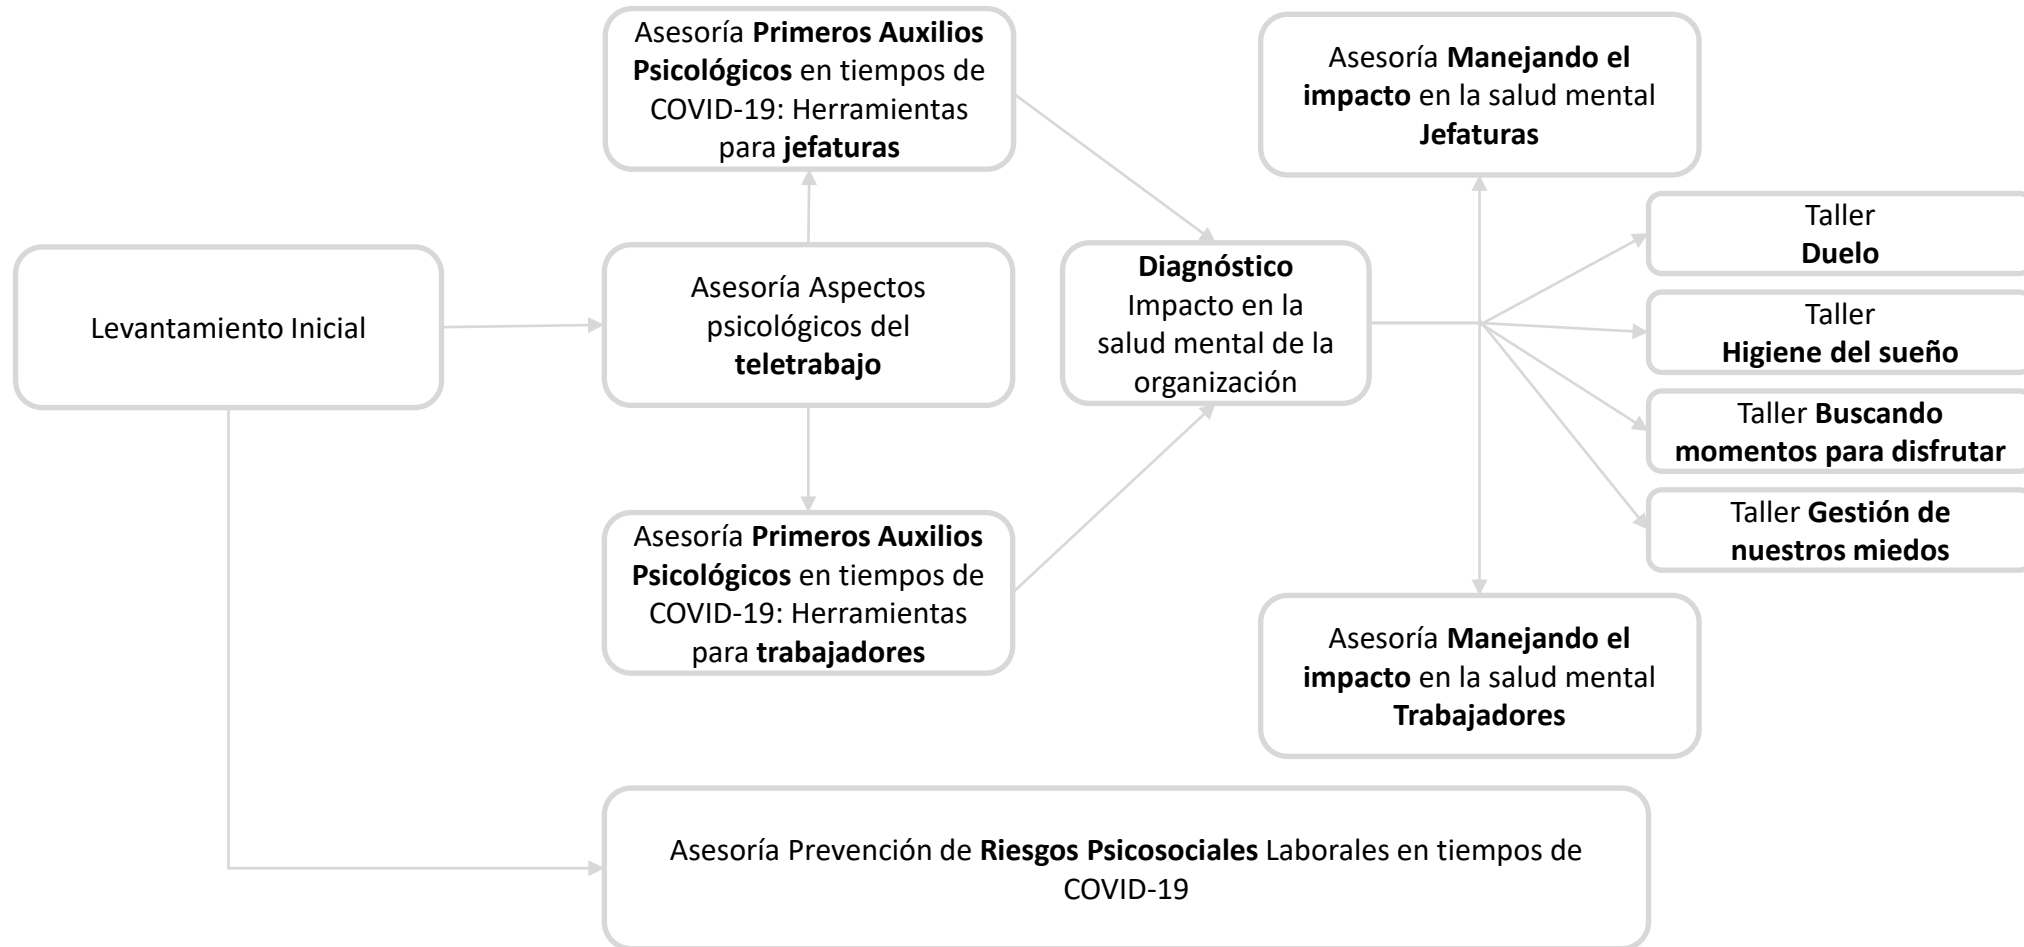 Levantamiento Inicial
Asesoría Primeros Auxilios
Psicológicos en tiempos de
COVID-19: Herramientas
para jefaturas
Asesoría Aspectos
psicológicos del
teletrabajo
Asesoría Primeros Auxilios
Psicológicos en tiempos de
COVID-19: Herramientas
para trabajadores
Diagnóstico
Impacto en la
salud mental de la
organización
Asesoría Manejando el
impacto en la salud mental
Jefaturas
Taller
Duelo
Taller
Higiene del sueño
Taller Buscando
momentos para disfrutar
Taller Gestión de
nuestros miedos
Asesoría Manejando el
impacto en la salud mental
Trabajadores
Asesoría Prevención de Riesgos Psicosociales Laborales en tiempos de
COVID-19